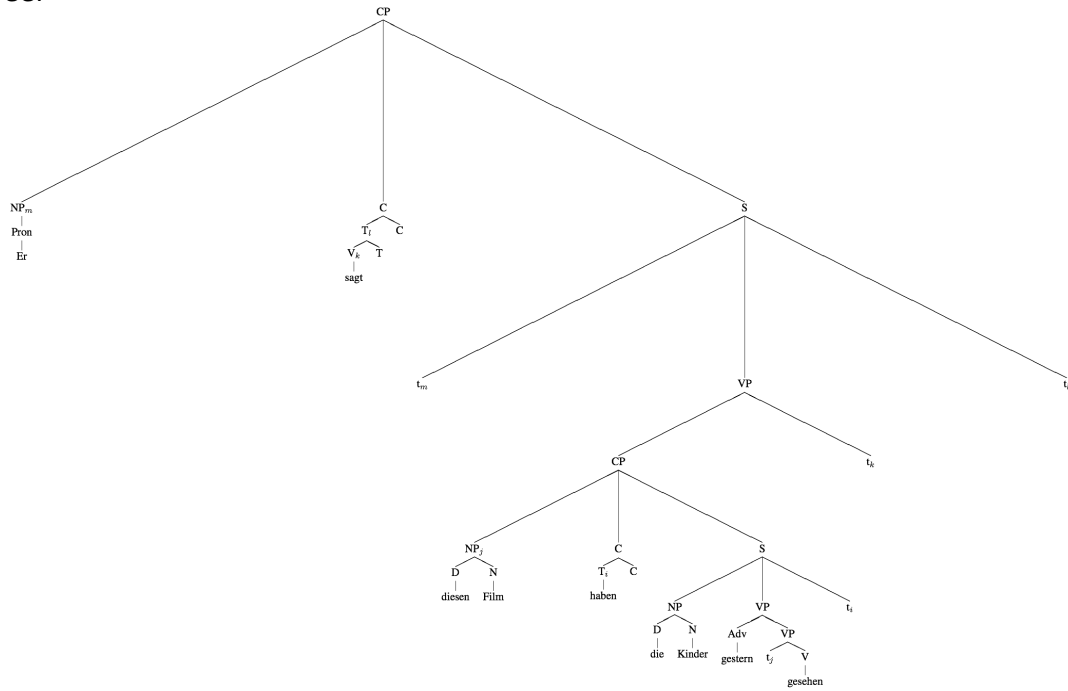 CP
NP_m C S
T_l C
Pron
V_k T
Er
sagt
t_m VP
CP t_k
NP_j C S
D N T_i C
diesen Film haben
NP VP t_i
D N Adv VP
die Kinder gestern t_j V
gesehen